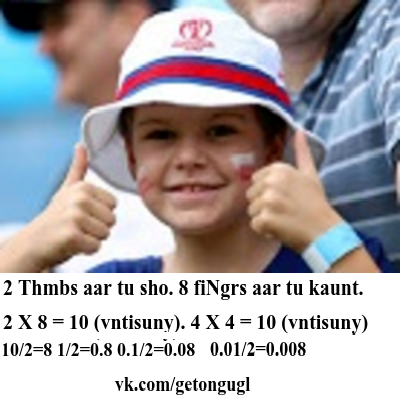 2 Thmbs aar tu sho. 8 fiNgrs aar tu kaunt.
2 X 8 = 10 (vntisuny). 4 X 4 = 10 (vntisuny)
10/2=8 1/2=0.8 0.1/2=0.08 0.01/2=0.008
vk.com/getongugl